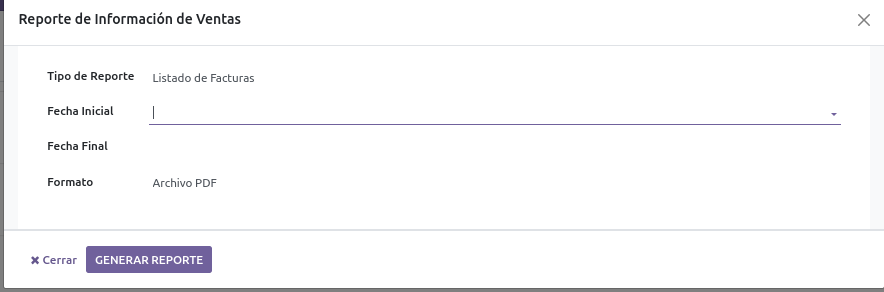 Reporte de Información de Ventas
Tipo de Reporte Listado de Facturas
Fecha Inicial
Fecha Final
Formato Archivo PDF
Cerrar GENERAR REPORTE